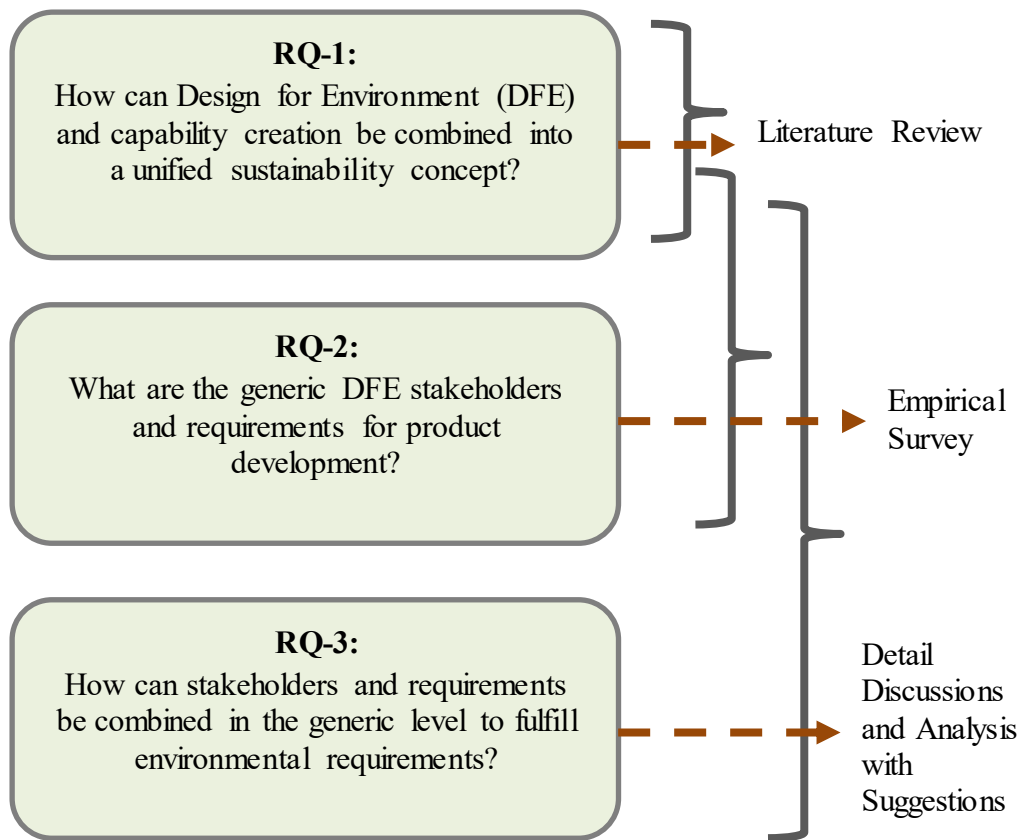 RQ-1:
How can Design for Environment (DFE)
and capability creation be combined into
a unified sustainability concept?
Literature Review
RQ-2:
What are the generic DFE stakeholders
and requirements for product
development?
Empirical
Survey
RQ-3:
How can stakeholders and requirements
be combined in the generic level to fulfill
environmental requirements?
Detail
Discussions
and Analysis
with
Suggestions